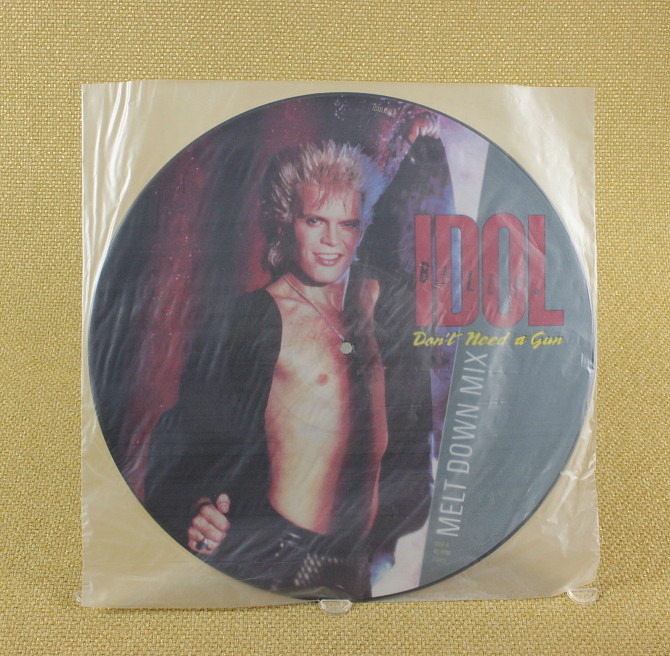 IDOL
BILLY
Don't Need a Gun
MELT DOWN MIX